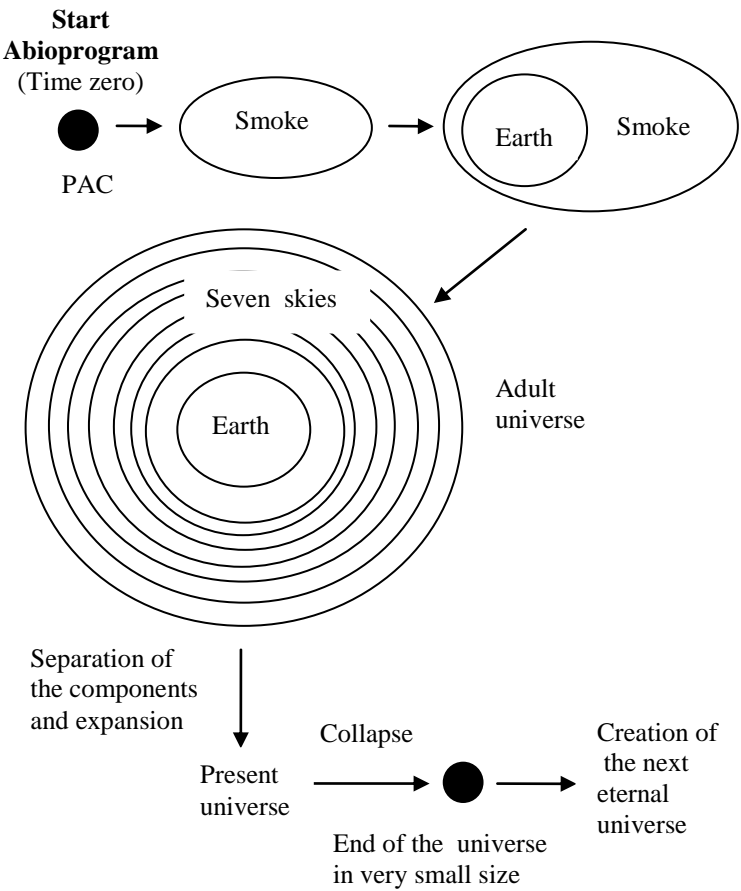 Start
Abioprogram
(Time zero)
PAC
Smoke
Earth
Smoke
Seven skies
Earth
Adult
universe
Separation of
the components
and expansion
Present
universe
Collapse
End of the universe
in very small size
Creation of
the next
eternal
universe